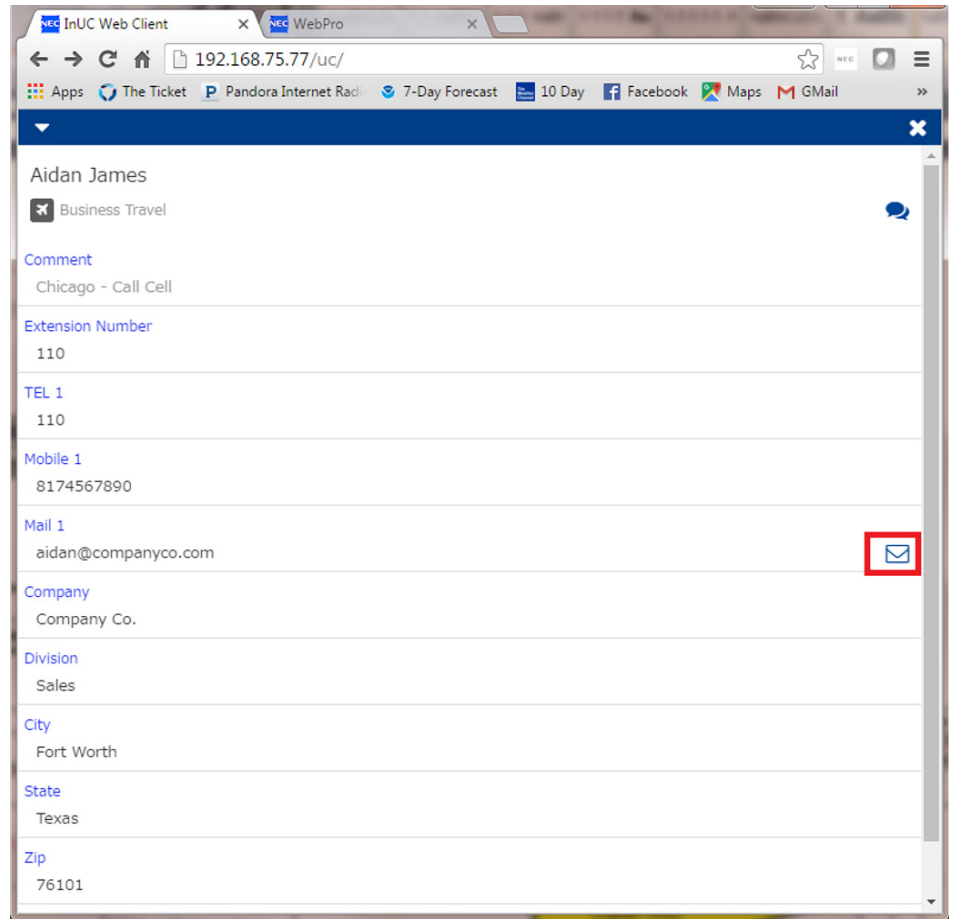 NEC InUC Web Client
NEC WebPro
192.168.75.77/uc/
NEC
Apps
The Ticket
P Pandora Internet Radi
7-Day Forecast
10 Day
Facebook
Maps
GMail
»
Aidan James
Business Travel
Comment
Chicago - Call Cell
Extension Number
110
TEL 1
110
Mobile 1
8174567890
Mail 1
aidan@companyco.com
Company
Company Co.
Division
Sales
City
Fort Worth
State
Texas
Zip
76101